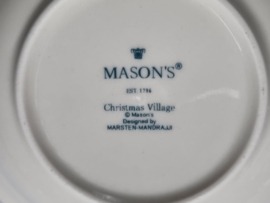 MASON'S®
EST. 1796
Christmas Village
© Mason's
Designed by
MARSTEN-MANDRAJJI